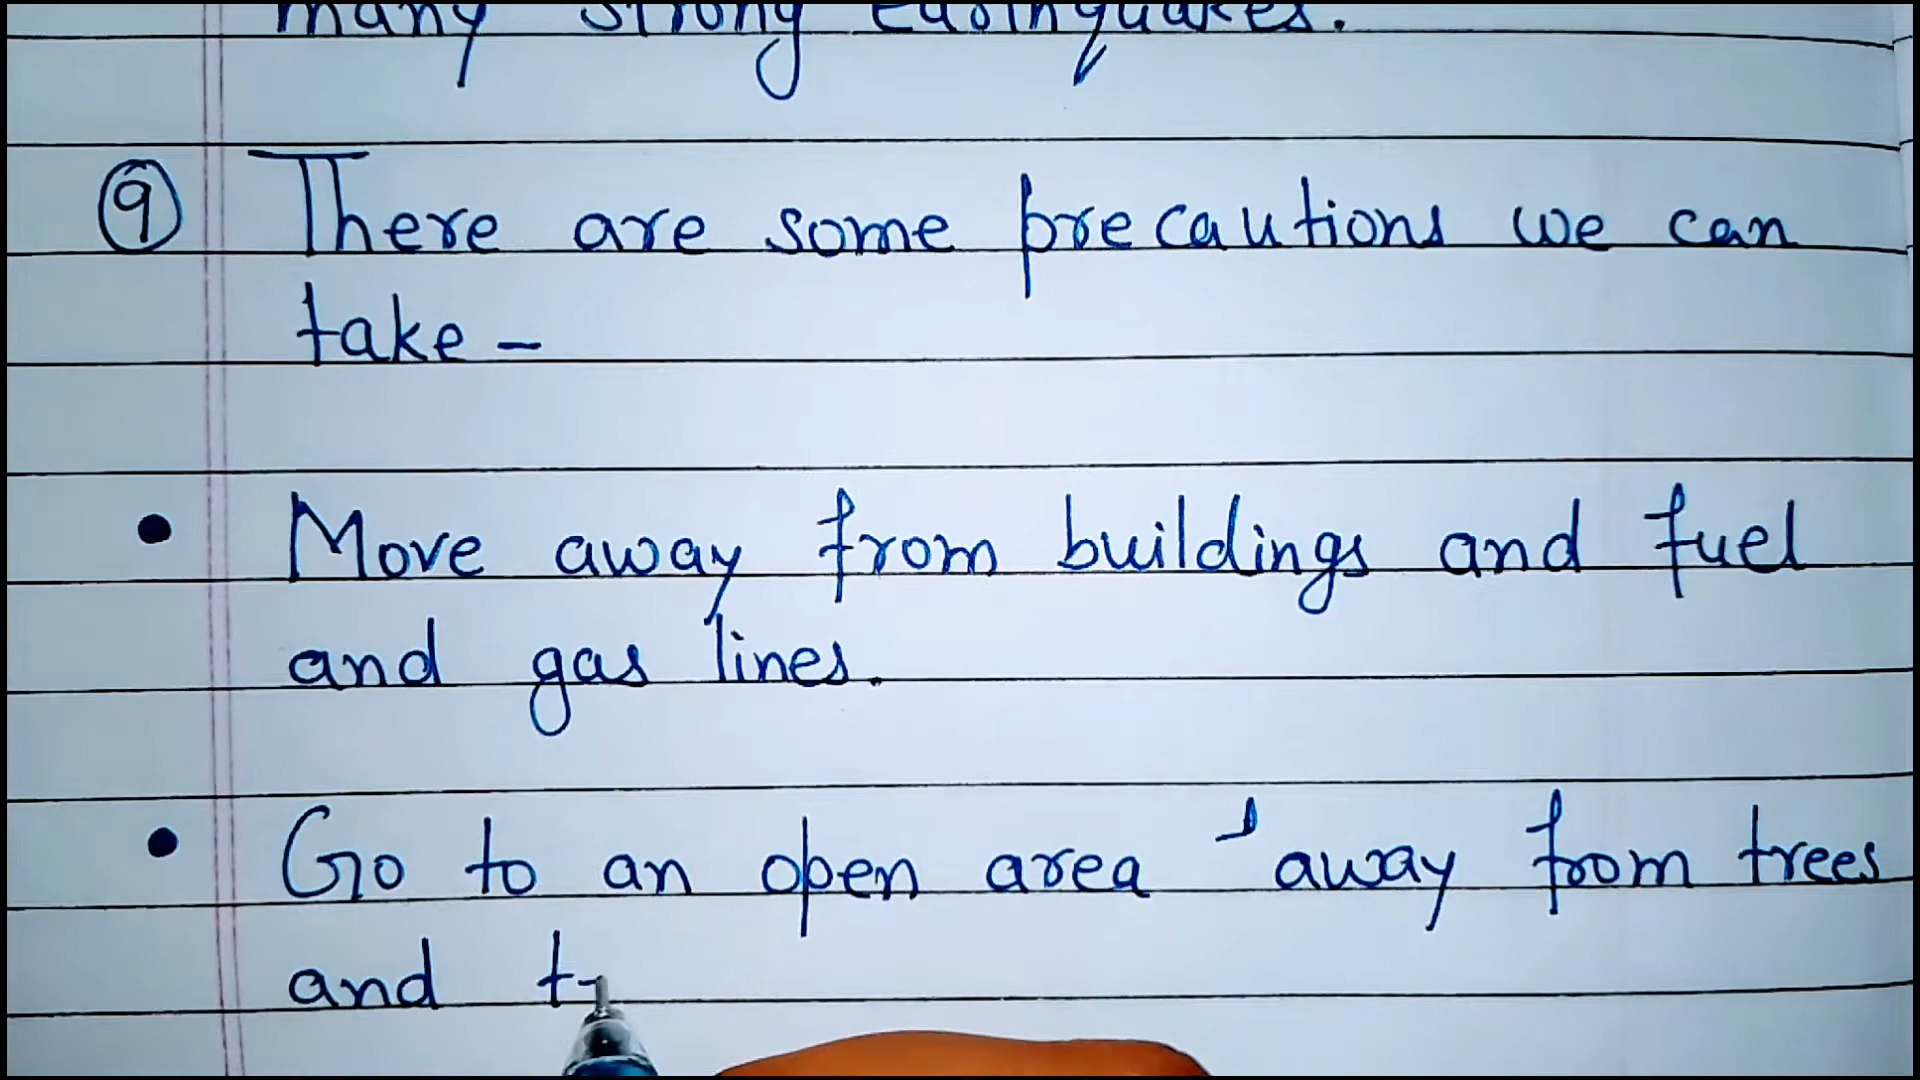 many strong Earthquakes.
9 There are some precautions we can
take -
• Move away from buildings and fuel
and gas lines.
• Go to an open area away from trees
and